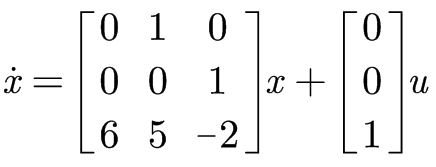 ẋ = [0 1 0; 0 0 1; 6 5 -2] x + [0; 0; 1] u